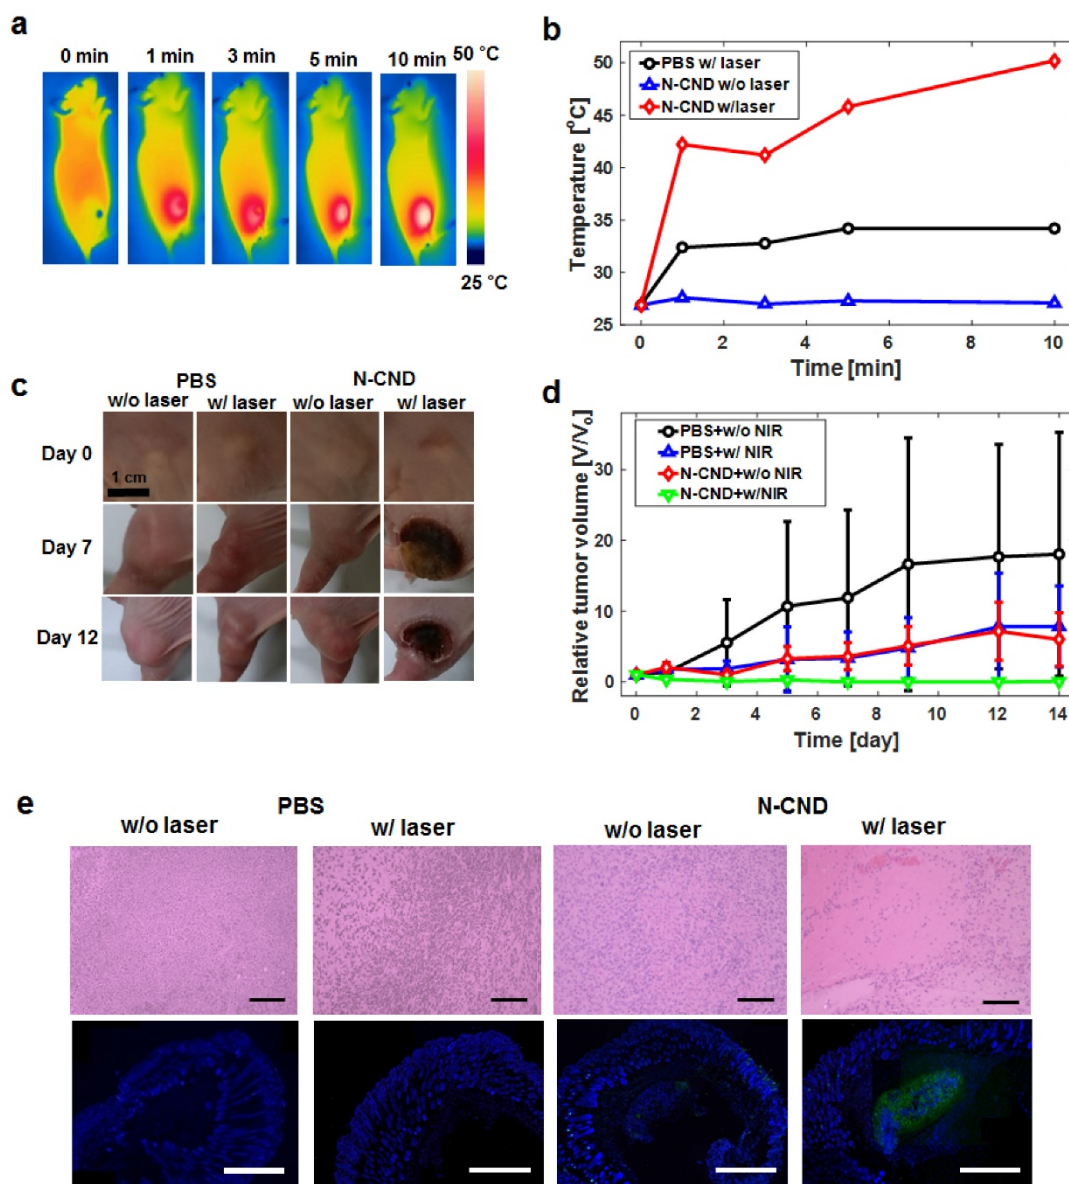 a
0 min 1 min 3 min 5 min 10 min 50 °C
25 °C
b
PBS w/ laser
N-CND w/o laser
N-CND w/laser
Temperature [°C]
50
45
40
35
30
25
0 2 4 6 8 10
Time [min]
c
PBS N-CND
w/o laser w/ laser w/o laser w/ laser
Day 0
1 cm
Day 7
Day 12
d
PBS+w/o NIR
PBS+w/ NIR
N-CND+w/o NIR
N-CND+w/NIR
Relative tumor volume [V/V₀]
30
20
10
0
0 2 4 6 8 10 12 14
Time [day]
e
PBS N-CND
w/o laser w/ laser w/o laser w/ laser